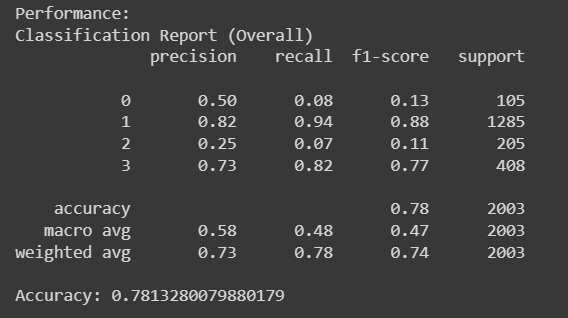 Performance:
Classification Report (Overall)
precision recall f1-score support
0 0.50 0.08 0.13 105
1 0.82 0.94 0.88 1285
2 0.25 0.07 0.11 205
3 0.73 0.82 0.77 408
accuracy 0.78 2003
macro avg 0.58 0.48 0.47 2003
weighted avg 0.73 0.78 0.74 2003
Accuracy: 0.7813280079880179